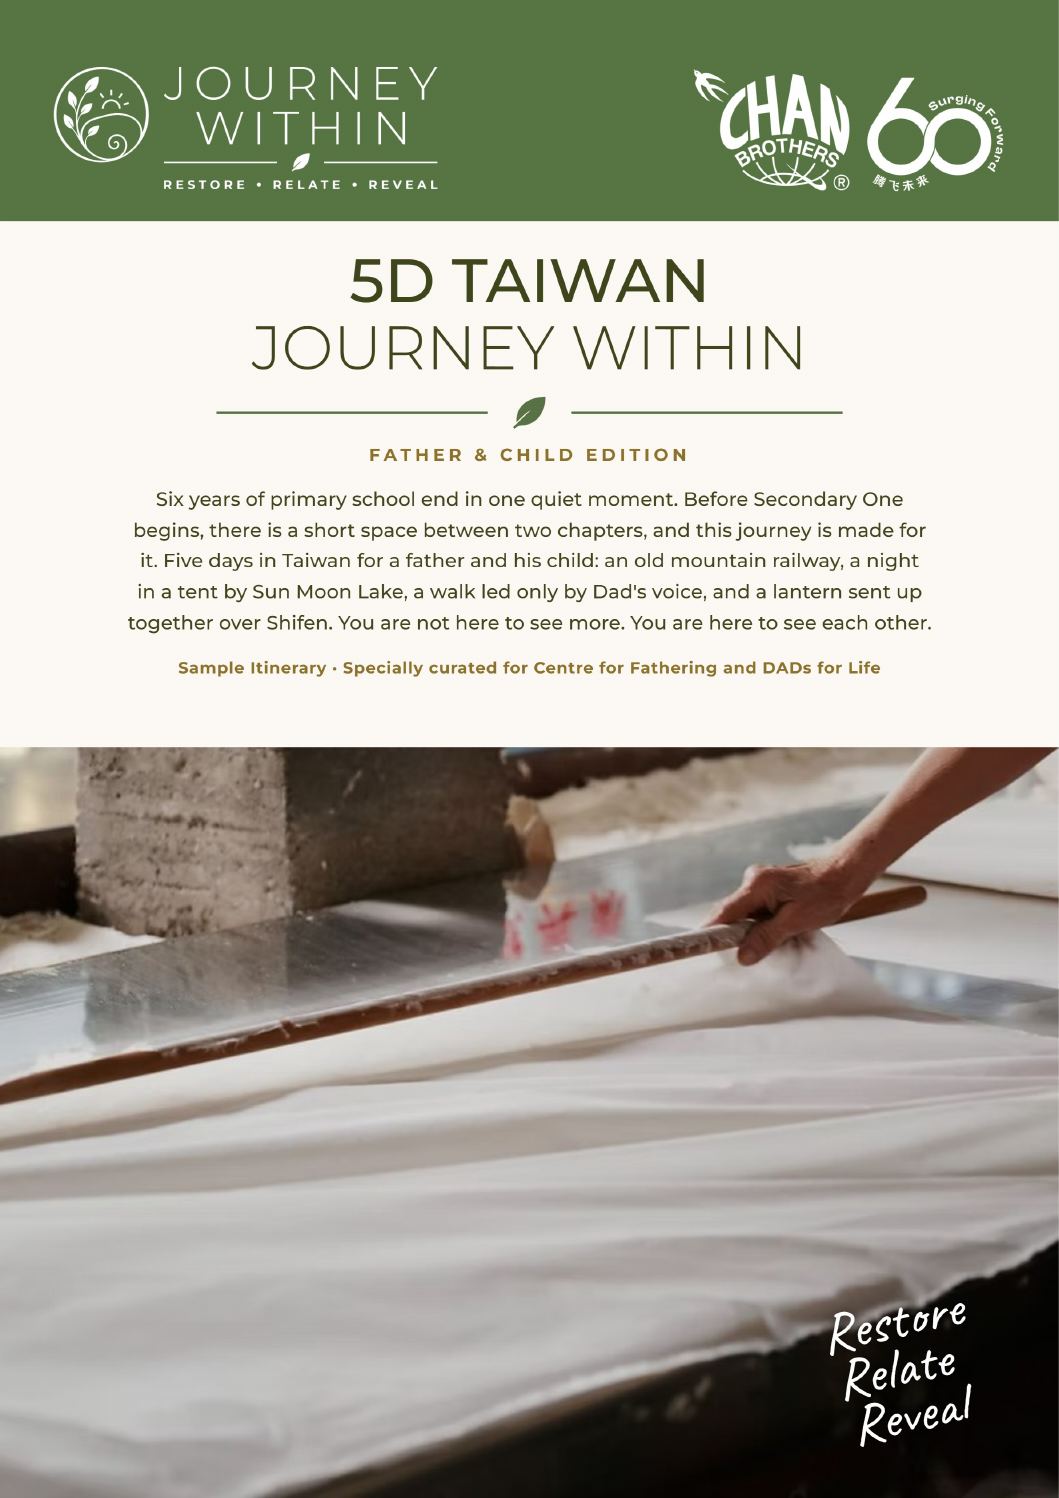 JOURNEY
WITHIN
RESTORE • RELATE • REVEAL
CHAN
BROTHERS
®
60
Surging Forward
腾飞未来
5D TAIWAN
JOURNEY WITHIN
FATHER & CHILD EDITION
Six years of primary school end in one quiet moment. Before Secondary One
begins, there is a short space between two chapters, and this journey is made for
it. Five days in Taiwan for a father and his child: an old mountain railway, a night
in a tent by Sun Moon Lake, a walk led only by Dad's voice, and a lantern sent up
together over Shifen. You are not here to see more. You are here to see each other.
Sample Itinerary • Specially curated for Centre for Fathering and DADs for Life
Restore
Relate
Reveal